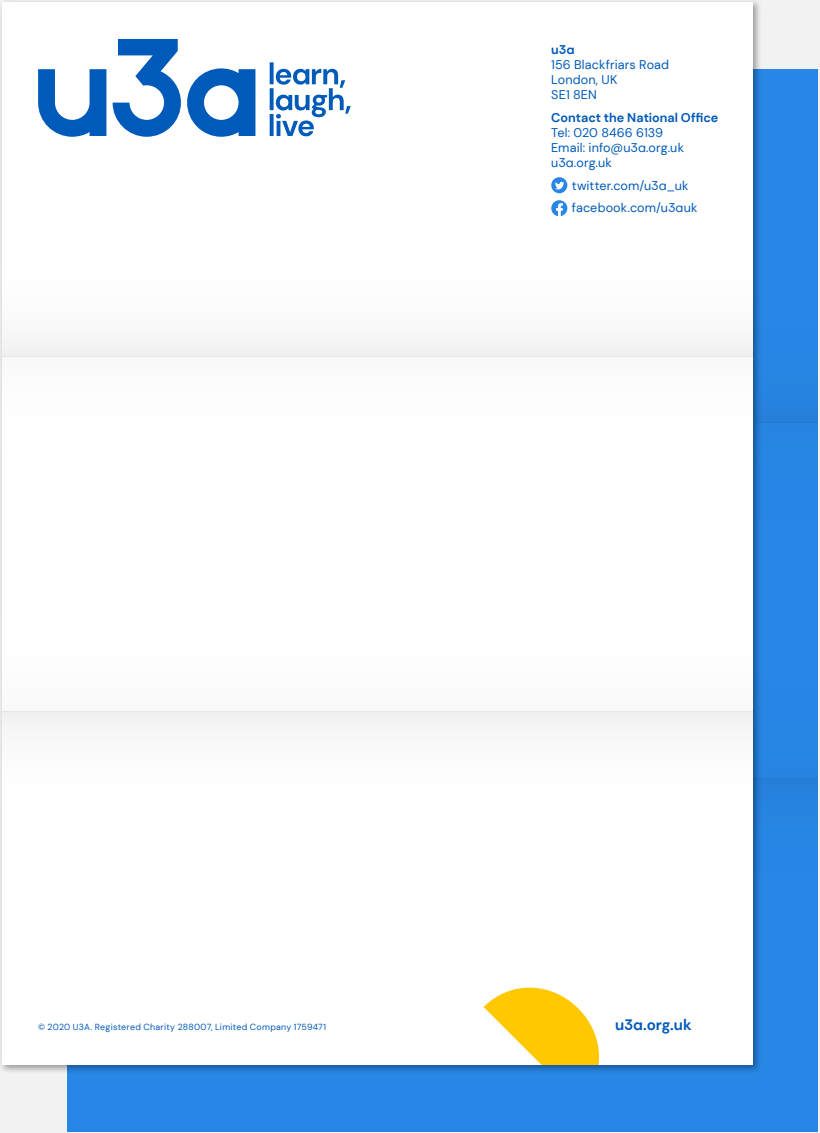 u3a
learn,
laugh,
live
u3a
156 Blackfriars Road
London, UK
SE1 8EN
Contact the National Office
Tel: 020 8466 6139
Email: info@u3a.org.uk
u3a.org.uk
twitter.com/u3a_uk
facebook.com/u3auk
© 2020 U3A. Registered Charity 288007, Limited Company 1759471
u3a.org.uk